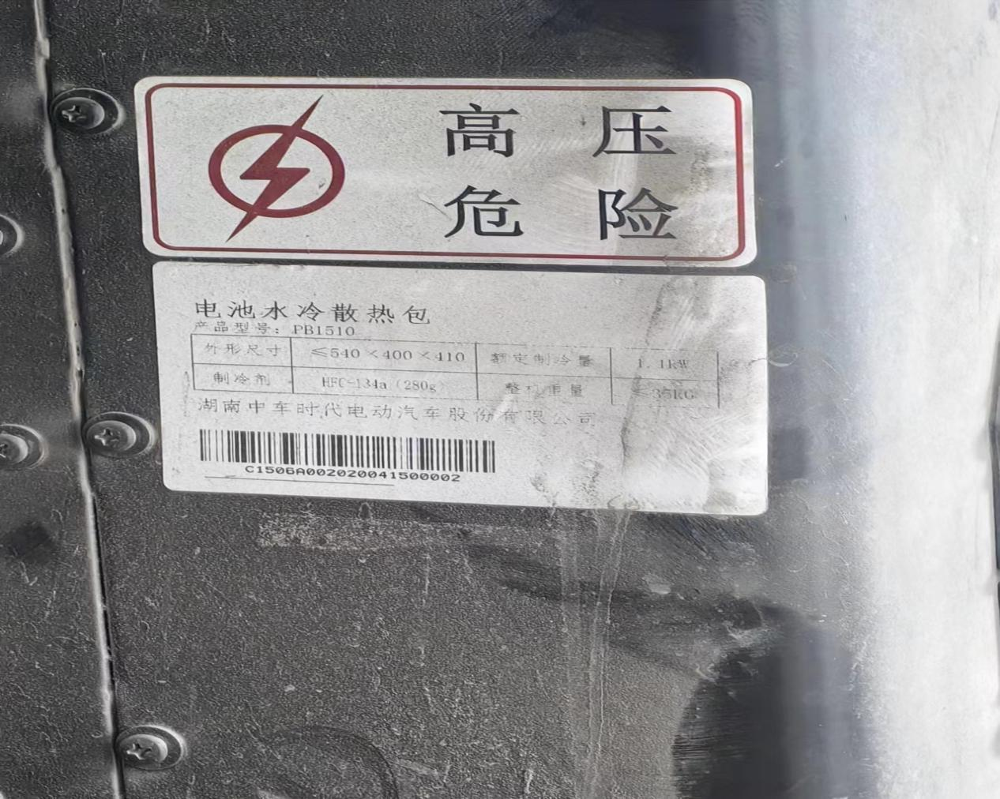 高压
危险
电池水冷散热包
产品型号：PB1510
外形尺寸 ≤540×400×410 额定制冷量 1.1KW
制冷剂 HFC-134a（280g） 整机重量 ≤35KG
湖南中车时代电动汽车股份有限公司
C1506A002020041500002